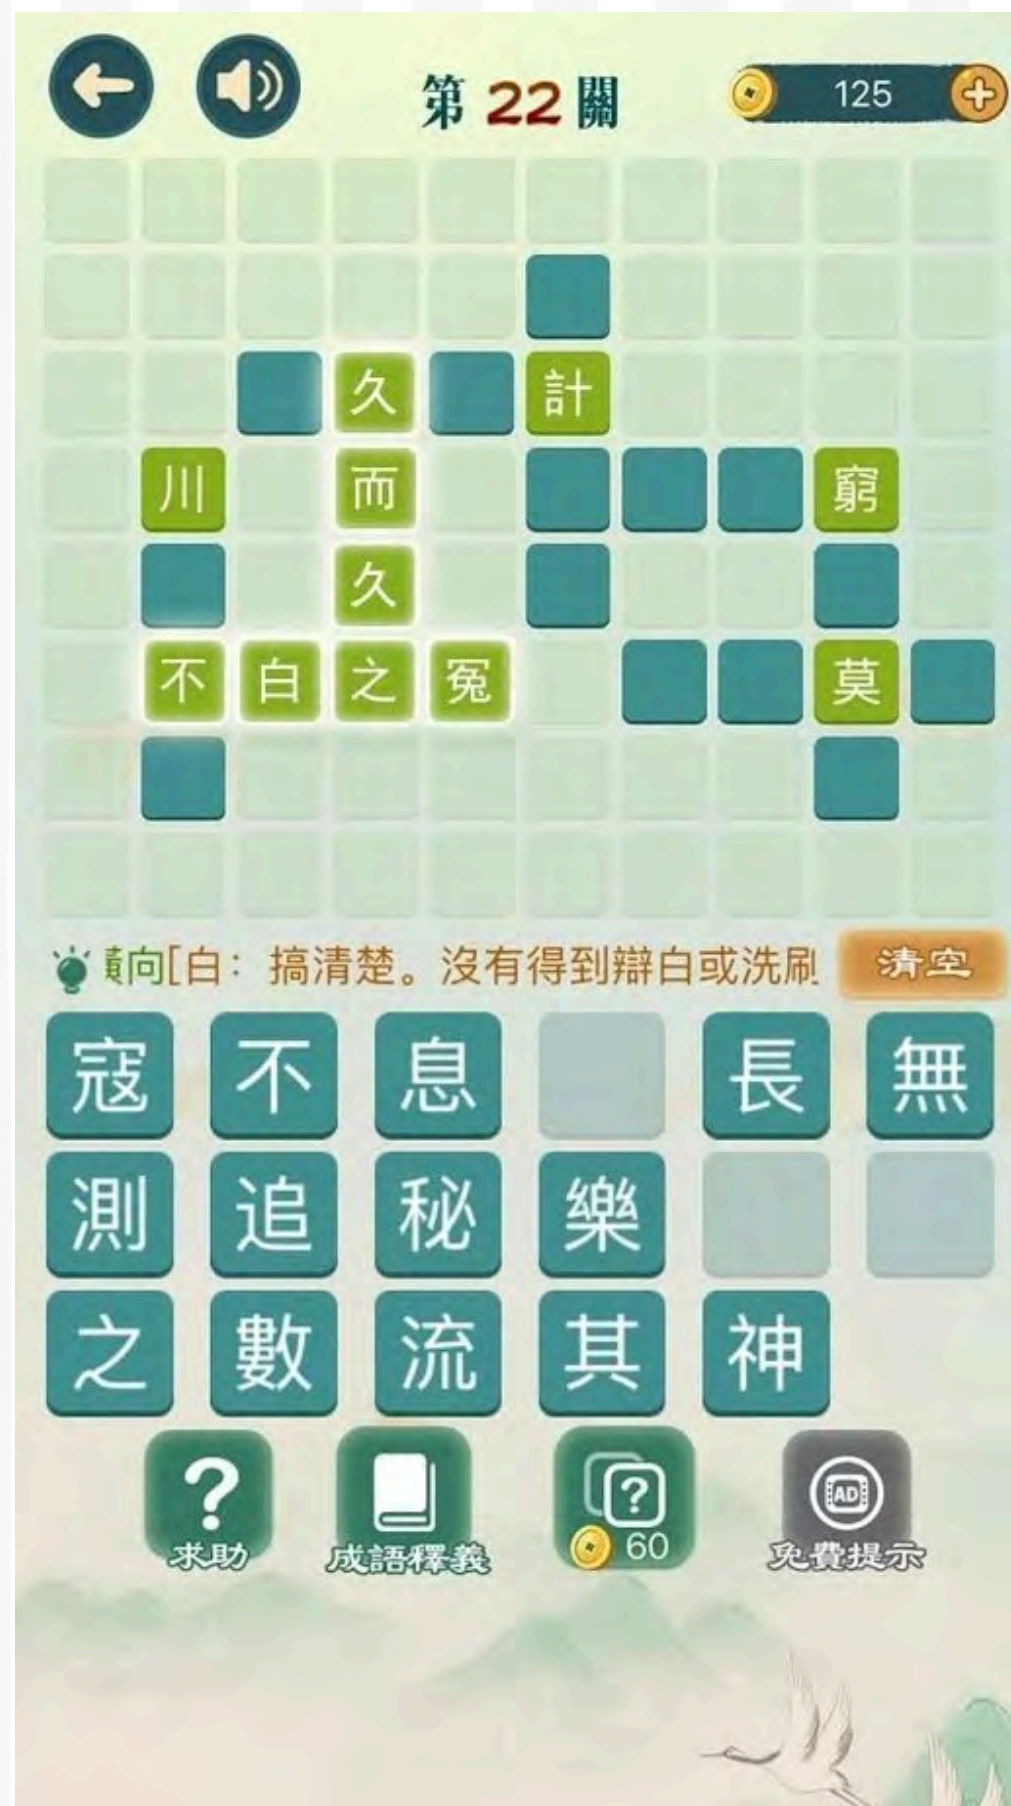 第22關
125
久 計
川 而 窮
久
不白之冤 莫
橫向[白：搞清楚。沒有得到辯白或洗刷
清空
寇 不 息 長 無
測 追 秘 樂
之 數 流 其 神
?
?
60
AD
求助 成語釋義 免費提示